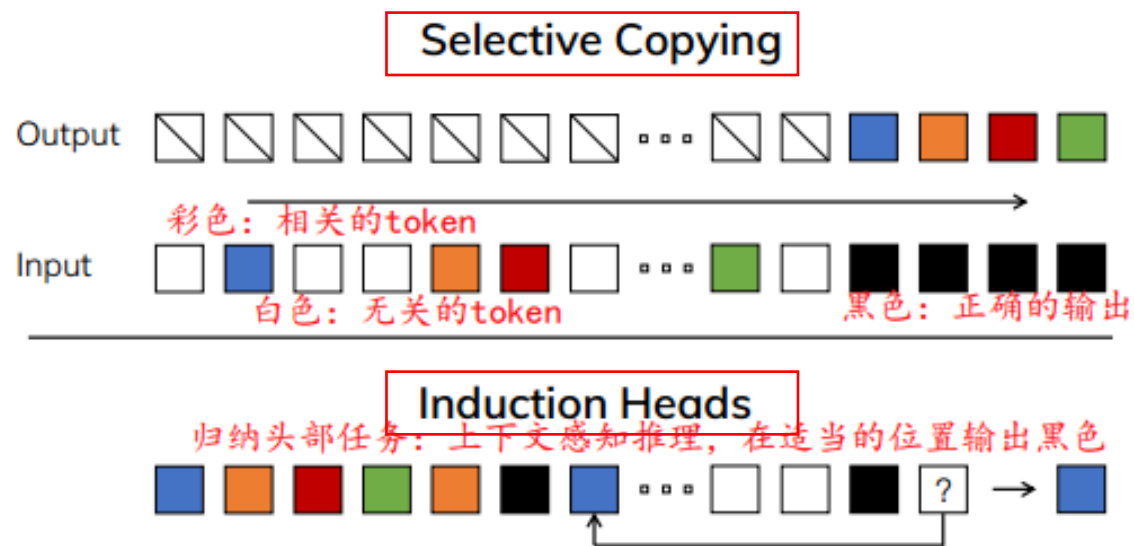 Selective Copying
Output
彩色：相关的token
Input
白色：无关的token
黑色：正确的输出
Induction Heads
归纳头部任务：上下文感知推理，在适当的位置输出黑色
?